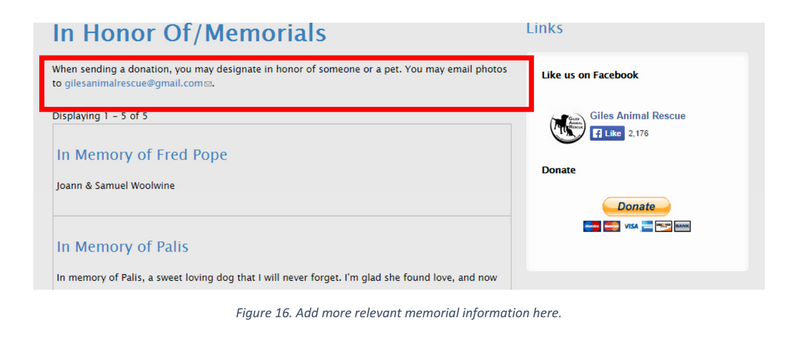 In Honor Of/Memorials
When sending a donation, you may designate in honor of someone or a pet. You may email photos
to gilesanimalrescue@gmail.com.
Displaying 1 – 5 of 5
In Memory of Fred Pope
Joann & Samuel Woolwine
In Memory of Palis
In memory of Palis, a sweet loving dog that I will never forget. I'm glad she found love, and now
Links
Like us on Facebook
GILES
ANIMAL
RESCUE
Giles Animal Rescue
Like 2,176
Donate
Donate
VISA
BANK
Figure 16. Add more relevant memorial information here.